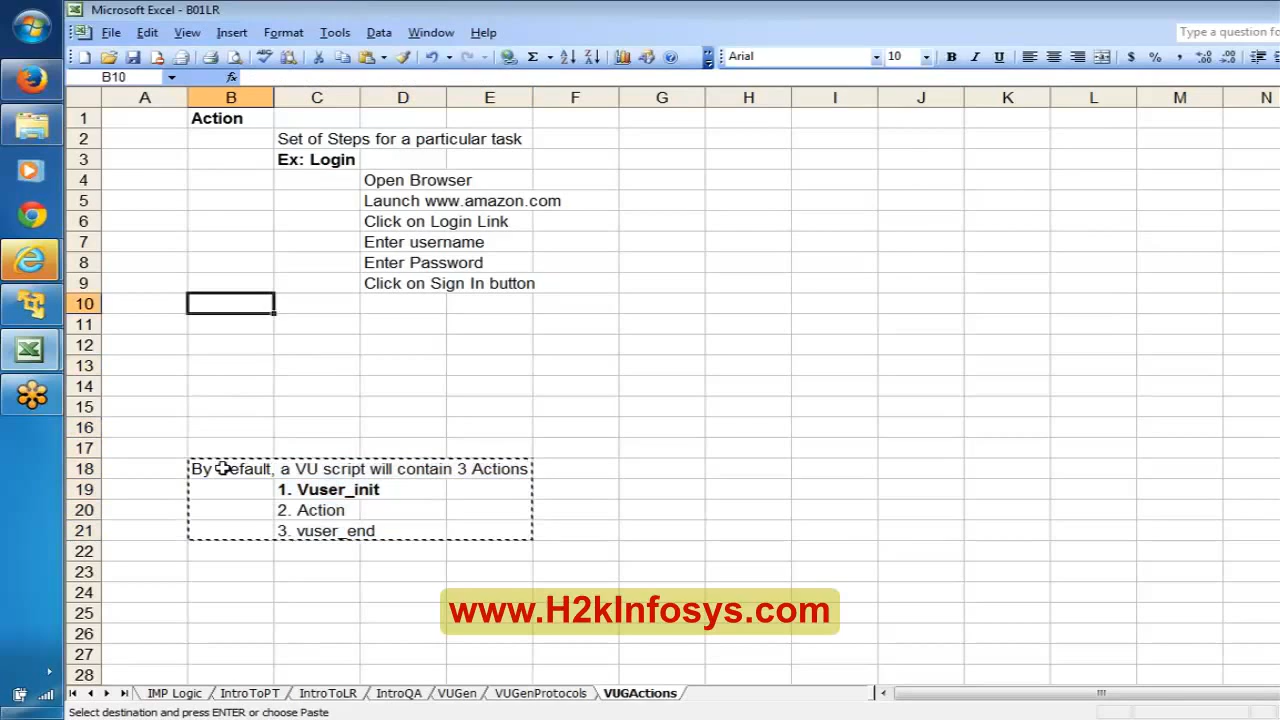 Microsoft Excel - B01LR
File Edit View Insert Format Tools Data Window Help Type a question fo
Arial 10 B I U $ % ,
B10 fx
A B C D E F G H I J K L M N
1 Action
2 Set of Steps for a particular task
3 Ex: Login
4 Open Browser
5 Launch www.amazon.com
6 Click on Login Link
7 Enter username
8 Enter Password
9 Click on Sign In button
10
11
12
13
14
15
16
17
18 By Default, a VU script will contain 3 Actions
19 1. Vuser_init
20 2. Action
21 3. vuser_end
22
23
24
25
26
27
28
www.H2kInfosys.com
IMP Logic IntroToPT IntroToLR IntroQA VUGen VUGenProtocols VUGActions
Select destination and press ENTER or choose Paste